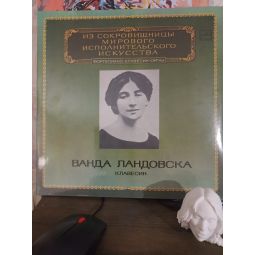 ИЗ СОКРОВИЩНИЦЫ
МИРОВОГО
ИСПОЛНИТЕЛЬСКОГО
ИСКУССТВА
ВАНДА ЛАНДОВСКА
КЛАВЕСИН